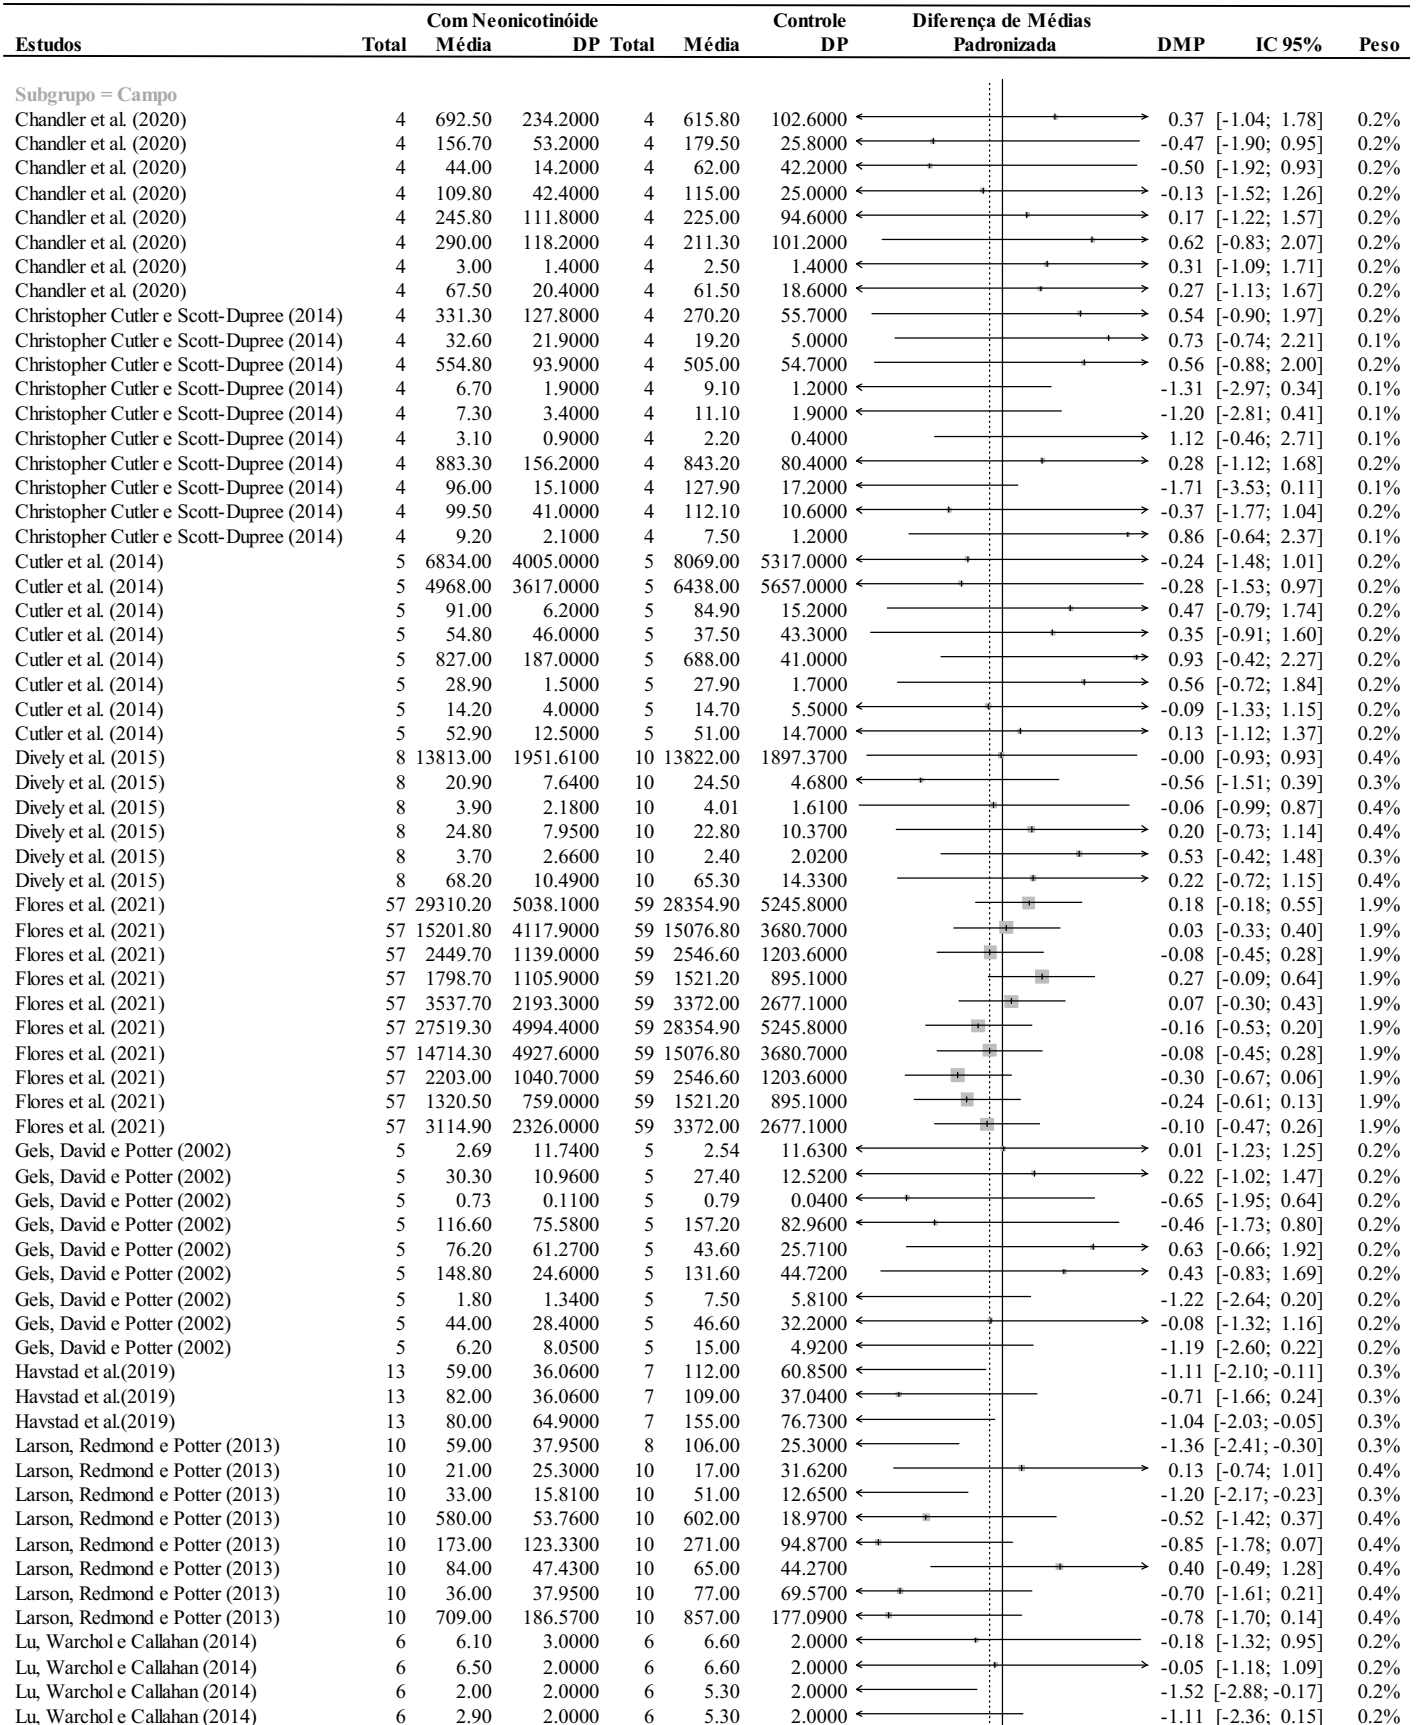 Com Neonicotinóide Controle Diferença de Médias
Estudos Total Média DP Total Média DP Padronizada DMP IC 95% Peso
Subgrupo = Campo
Chandler et al. (2020) 4 692.50 234.2000 4 615.80 102.6000 0.37 [-1.04; 1.78] 0.2%
Chandler et al. (2020) 4 156.70 53.2000 4 179.50 25.8000 -0.47 [-1.90; 0.95] 0.2%
Chandler et al. (2020) 4 44.00 14.2000 4 62.00 42.2000 -0.50 [-1.92; 0.93] 0.2%
Chandler et al. (2020) 4 109.80 42.4000 4 115.00 25.0000 -0.13 [-1.52; 1.26] 0.2%
Chandler et al. (2020) 4 245.80 111.8000 4 225.00 94.6000 0.17 [-1.22; 1.57] 0.2%
Chandler et al. (2020) 4 290.00 118.2000 4 211.30 101.2000 0.62 [-0.83; 2.07] 0.2%
Chandler et al. (2020) 4 3.00 1.4000 4 2.50 1.4000 0.31 [-1.09; 1.71] 0.2%
Chandler et al. (2020) 4 67.50 20.4000 4 61.50 18.6000 0.27 [-1.13; 1.67] 0.2%
Christopher Cutler e Scott-Dupree (2014) 4 331.30 127.8000 4 270.20 55.7000 0.54 [-0.90; 1.97] 0.2%
Christopher Cutler e Scott-Dupree (2014) 4 32.60 21.9000 4 19.20 5.0000 0.73 [-0.74; 2.21] 0.1%
Christopher Cutler e Scott-Dupree (2014) 4 554.80 93.9000 4 505.00 54.7000 0.56 [-0.88; 2.00] 0.2%
Christopher Cutler e Scott-Dupree (2014) 4 6.70 1.9000 4 9.10 1.2000 -1.31 [-2.97; 0.34] 0.1%
Christopher Cutler e Scott-Dupree (2014) 4 7.30 3.4000 4 11.10 1.9000 -1.20 [-2.81; 0.41] 0.1%
Christopher Cutler e Scott-Dupree (2014) 4 3.10 0.9000 4 2.20 0.4000 1.12 [-0.46; 2.71] 0.1%
Christopher Cutler e Scott-Dupree (2014) 4 883.30 156.2000 4 843.20 80.4000 0.28 [-1.12; 1.68] 0.2%
Christopher Cutler e Scott-Dupree (2014) 4 96.00 15.1000 4 127.90 17.2000 -1.71 [-3.53; 0.11] 0.1%
Christopher Cutler e Scott-Dupree (2014) 4 99.50 41.0000 4 112.10 10.6000 -0.37 [-1.77; 1.04] 0.2%
Christopher Cutler e Scott-Dupree (2014) 4 9.20 2.1000 4 7.50 1.2000 0.86 [-0.64; 2.37] 0.1%
Cutler et al. (2014) 5 6834.00 4005.0000 5 8069.00 5317.0000 -0.24 [-1.48; 1.01] 0.2%
Cutler et al. (2014) 5 4968.00 3617.0000 5 6438.00 5657.0000 -0.28 [-1.53; 0.97] 0.2%
Cutler et al. (2014) 5 91.00 6.2000 5 84.90 15.2000 0.47 [-0.79; 1.74] 0.2%
Cutler et al. (2014) 5 54.80 46.0000 5 37.50 43.3000 0.35 [-0.91; 1.60] 0.2%
Cutler et al. (2014) 5 827.00 187.0000 5 688.00 41.0000 0.93 [-0.42; 2.27] 0.2%
Cutler et al. (2014) 5 28.90 1.5000 5 27.90 1.7000 0.56 [-0.72; 1.84] 0.2%
Cutler et al. (2014) 5 14.20 4.0000 5 14.70 5.5000 -0.09 [-1.33; 1.15] 0.2%
Cutler et al. (2014) 5 52.90 12.5000 5 51.00 14.7000 0.13 [-1.12; 1.37] 0.2%
Dively et al. (2015) 8 13813.00 1951.6100 10 13822.00 1897.3700 -0.00 [-0.93; 0.93] 0.4%
Dively et al. (2015) 8 20.90 7.6400 10 24.50 4.6800 -0.56 [-1.51; 0.39] 0.3%
Dively et al. (2015) 8 3.90 2.1800 10 4.01 1.6100 -0.06 [-0.99; 0.87] 0.4%
Dively et al. (2015) 8 24.80 7.9500 10 22.80 10.3700 0.20 [-0.73; 1.14] 0.4%
Dively et al. (2015) 8 3.70 2.6600 10 2.40 2.0200 0.53 [-0.42; 1.48] 0.3%
Dively et al. (2015) 8 68.20 10.4900 10 65.30 14.3300 0.22 [-0.72; 1.15] 0.4%
Flores et al. (2021) 57 29310.20 5038.1000 59 28354.90 5245.8000 0.18 [-0.18; 0.55] 1.9%
Flores et al. (2021) 57 15201.80 4117.9000 59 15076.80 3680.7000 0.03 [-0.33; 0.40] 1.9%
Flores et al. (2021) 57 2449.70 1139.0000 59 2546.60 1203.6000 -0.08 [-0.45; 0.28] 1.9%
Flores et al. (2021) 57 1798.70 1105.9000 59 1521.20 895.1000 0.27 [-0.09; 0.64] 1.9%
Flores et al. (2021) 57 3537.70 2193.3000 59 3372.00 2677.1000 0.07 [-0.30; 0.43] 1.9%
Flores et al. (2021) 57 27519.30 4994.4000 59 28354.90 5245.8000 -0.16 [-0.53; 0.20] 1.9%
Flores et al. (2021) 57 14714.30 4927.6000 59 15076.80 3680.7000 -0.08 [-0.45; 0.28] 1.9%
Flores et al. (2021) 57 2203.00 1040.7000 59 2546.60 1203.6000 -0.30 [-0.67; 0.06] 1.9%
Flores et al. (2021) 57 1320.50 759.0000 59 1521.20 895.1000 -0.24 [-0.61; 0.13] 1.9%
Flores et al. (2021) 57 3114.90 2326.0000 59 3372.00 2677.1000 -0.10 [-0.47; 0.26] 1.9%
Gels, David e Potter (2002) 5 2.69 11.7400 5 2.54 11.6300 0.01 [-1.23; 1.25] 0.2%
Gels, David e Potter (2002) 5 30.30 10.9600 5 27.40 12.5200 0.22 [-1.02; 1.47] 0.2%
Gels, David e Potter (2002) 5 0.73 0.1100 5 0.79 0.0400 -0.65 [-1.95; 0.64] 0.2%
Gels, David e Potter (2002) 5 116.60 75.5800 5 157.20 82.9600 -0.46 [-1.73; 0.80] 0.2%
Gels, David e Potter (2002) 5 76.20 61.2700 5 43.60 25.7100 0.63 [-0.66; 1.92] 0.2%
Gels, David e Potter (2002) 5 148.80 24.6000 5 131.60 44.7200 0.43 [-0.83; 1.69] 0.2%
Gels, David e Potter (2002) 5 1.80 1.3400 5 7.50 5.8100 -1.22 [-2.64; 0.20] 0.2%
Gels, David e Potter (2002) 5 44.00 28.4000 5 46.60 32.2000 -0.08 [-1.32; 1.16] 0.2%
Gels, David e Potter (2002) 5 6.20 8.0500 5 15.00 4.9200 -1.19 [-2.60; 0.22] 0.2%
Havstad et al.(2019) 13 59.00 36.0600 7 112.00 60.8500 -1.11 [-2.10; -0.11] 0.3%
Havstad et al.(2019) 13 82.00 36.0600 7 109.00 37.0400 -0.71 [-1.66; 0.24] 0.3%
Havstad et al.(2019) 13 80.00 64.9000 7 155.00 76.7300 -1.04 [-2.03; -0.05] 0.3%
Larson, Redmond e Potter (2013) 10 59.00 37.9500 8 106.00 25.3000 -1.36 [-2.41; -0.30] 0.3%
Larson, Redmond e Potter (2013) 10 21.00 25.3000 10 17.00 31.6200 0.13 [-0.74; 1.01] 0.4%
Larson, Redmond e Potter (2013) 10 33.00 15.8100 10 51.00 12.6500 -1.20 [-2.17; -0.23] 0.3%
Larson, Redmond e Potter (2013) 10 580.00 53.7600 10 602.00 18.9700 -0.52 [-1.42; 0.37] 0.4%
Larson, Redmond e Potter (2013) 10 173.00 123.3300 10 271.00 94.8700 -0.85 [-1.78; 0.07] 0.4%
Larson, Redmond e Potter (2013) 10 84.00 47.4300 10 65.00 44.2700 0.40 [-0.49; 1.28] 0.4%
Larson, Redmond e Potter (2013) 10 36.00 37.9500 10 77.00 69.5700 -0.70 [-1.61; 0.21] 0.4%
Larson, Redmond e Potter (2013) 10 709.00 186.5700 10 857.00 177.0900 -0.78 [-1.70; 0.14] 0.4%
Lu, Warchol e Callahan (2014) 6 6.10 3.0000 6 6.60 2.0000 -0.18 [-1.32; 0.95] 0.2%
Lu, Warchol e Callahan (2014) 6 6.50 2.0000 6 6.60 2.0000 -0.05 [-1.18; 1.09] 0.2%
Lu, Warchol e Callahan (2014) 6 2.00 2.0000 6 5.30 2.0000 -1.52 [-2.88; -0.17] 0.2%
Lu, Warchol e Callahan (2014) 6 2.90 2.0000 6 5.30 2.0000 -1.11 [-2.36; 0.15] 0.2%